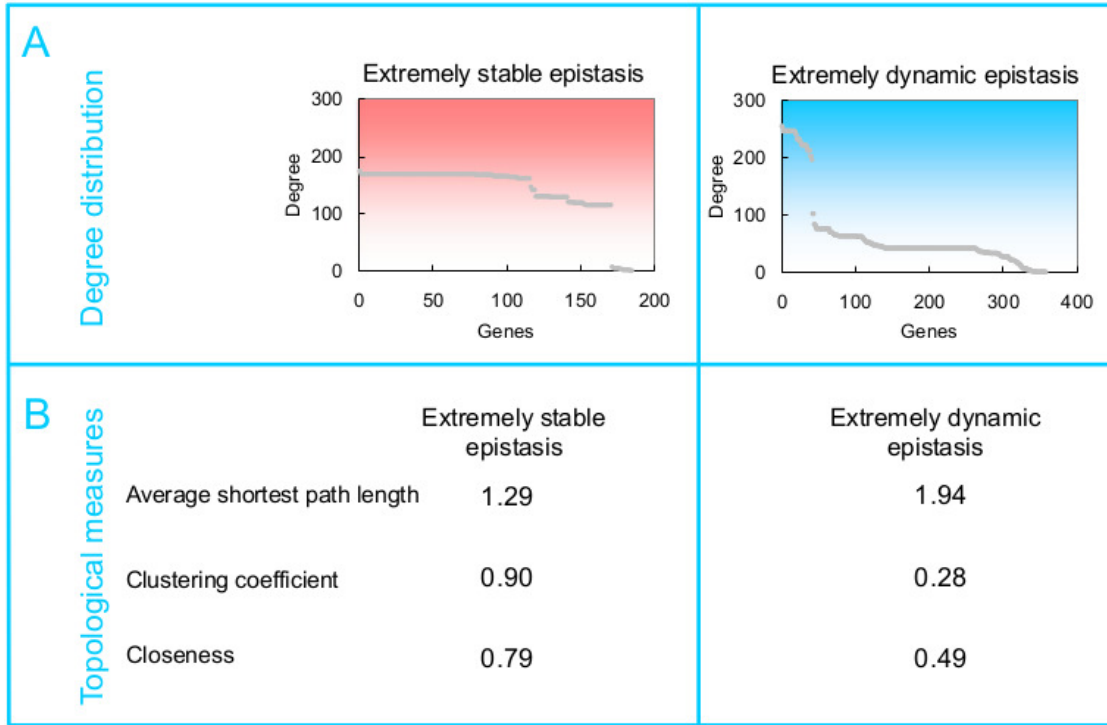 A
Degree distribution
Extremely stable epistasis
300
200
100
0
Degree
0 50 100 150 200
Genes
Extremely dynamic epistasis
300
200
100
0
Degree
0 100 200 300 400
Genes
B
Topological measures
Extremely stable
epistasis
Extremely dynamic
epistasis
Average shortest path length 1.29 1.94
Clustering coefficient 0.90 0.28
Closeness 0.79 0.49